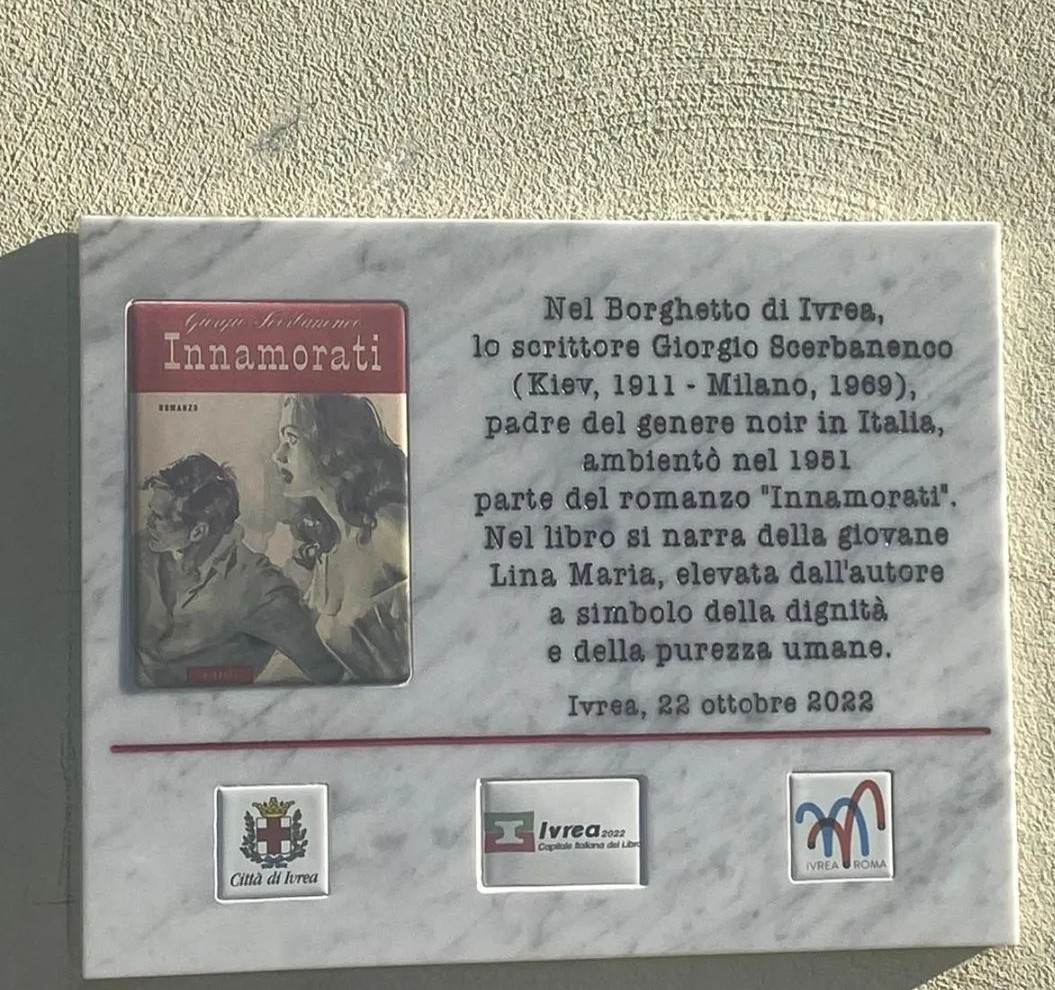 Giorgio Scerbanenco
Innamorati
ROMANZO
Nel Borghetto di Ivrea,
lo scrittore Giorgio Scerbanenco
(Kiev, 1911 - Milano, 1969),
padre del genere noir in Italia,
ambientò nel 1951
parte del romanzo "Innamorati".
Nel libro si narra della giovane
Lina Maria, elevata dall'autore
a simbolo della dignità
e della purezza umane.
Ivrea, 22 ottobre 2022
Città di Ivrea
Ivrea 2022
Capitale italiana del Libro
IVREA ROMA